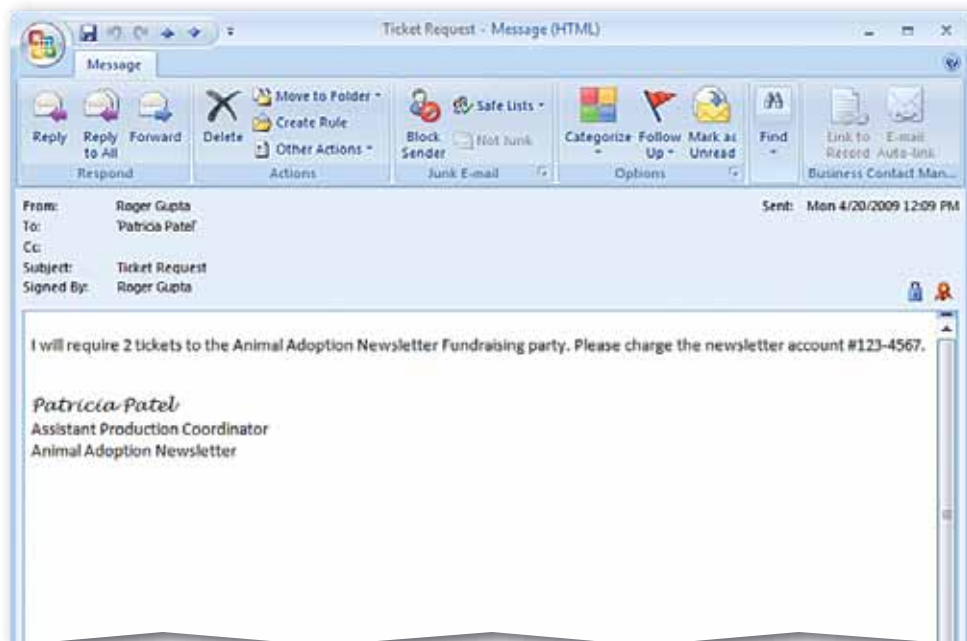 Ticket Request - Message (HTML)
Message
Reply
Reply to All
Forward
Respond
Delete
Move to Folder
Create Rule
Other Actions
Actions
Block Sender
Safe Lists
Not Junk
Junk E-mail
Categorize
Follow Up
Mark as Unread
Options
Find
Link to Record
E-mail Auto-link
Business Contact Man...
From: Roger Gupta
Sent: Mon 4/20/2009 12:09 PM
To: 'Patricia Patel'
Cc:
Subject: Ticket Request
Signed By: Roger Gupta
I will require 2 tickets to the Animal Adoption Newsletter Fundraising party. Please charge the newsletter account #123-4567.
Patricia Patel
Assistant Production Coordinator
Animal Adoption Newsletter